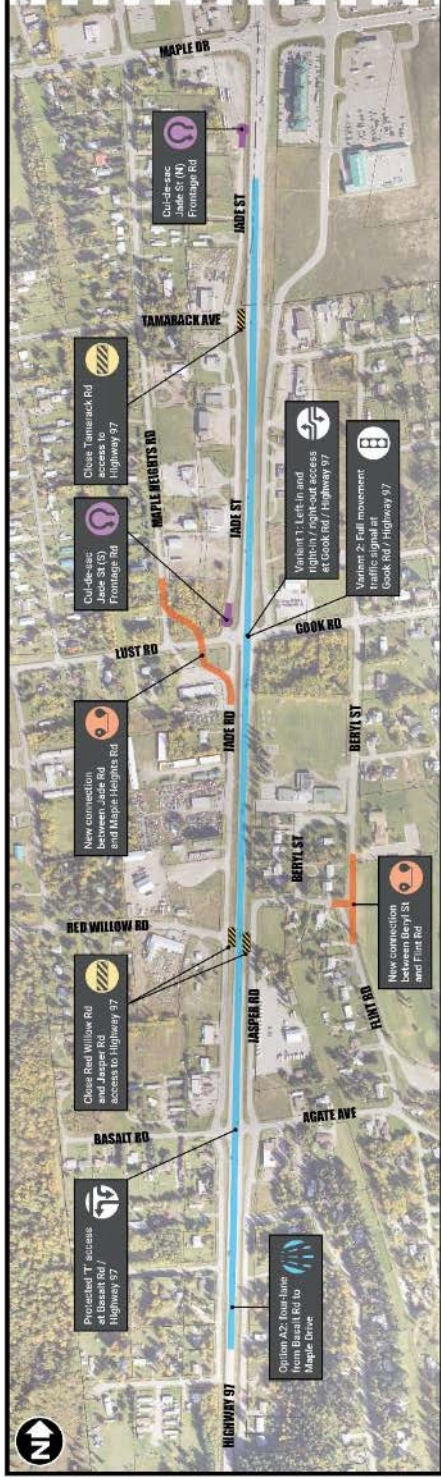 N
HIGHWAY 97
Option A2: four-lane
from Basalt Rd to
Maple Drive
Protected 'T' access
at Basalt Rd /
Highway 97
BASALT RD
AGATE AVE
Close Red Willow Rd
and Jasper Rd
access to Highway 97
RED WILLOW RD
JASPER RD
FLINT RD
New connection
between Beryl St
and Flint Rd
BERYL ST
BERYL ST
New connection
between Jade Rd
and Maple Heights Rd
JADE RD
LUST RD
GOOK RD
Cul-de-sac
Jade St (S)
Frontage Rd
MAPLE HEIGHTS RD
JADE ST
Variant 1: Left-in and
right-in / right-out access
at Gook Rd / Highway 97
Variant 2: Full movement
traffic signal at
Gook Rd / Highway 97
Close Tamarack Rd
access to
Highway 97
TAMARACK AVE
JADE ST
Cul-de-sac
Jade St (N)
Frontage Rd
MAPLE DR